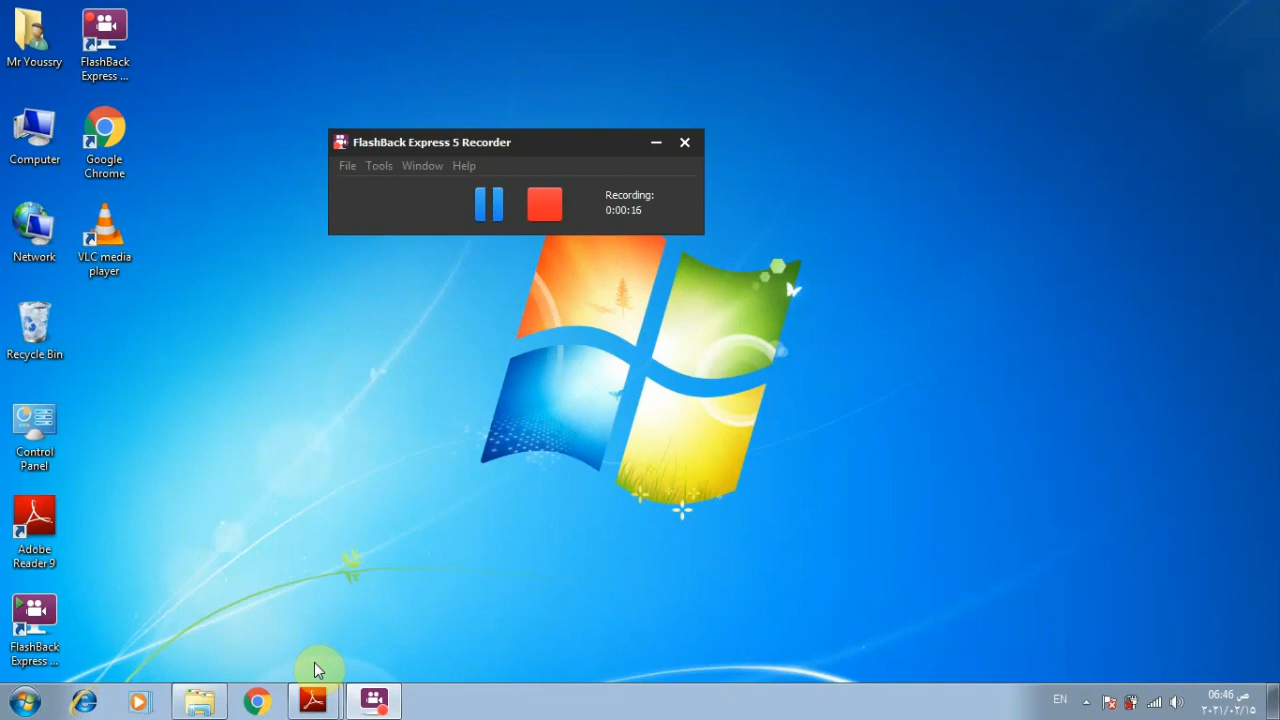 Mr Youssry
FlashBack
Express ...
Computer
Google
Chrome
Network
VLC media
player
Recycle Bin
Control
Panel
Adobe
Reader 9
FlashBack
Express ...
FlashBack Express 5 Recorder
File Tools Window Help
Recording:
0:00:16
EN
06:46 ص
٢٠٢١/٠٢/١٥